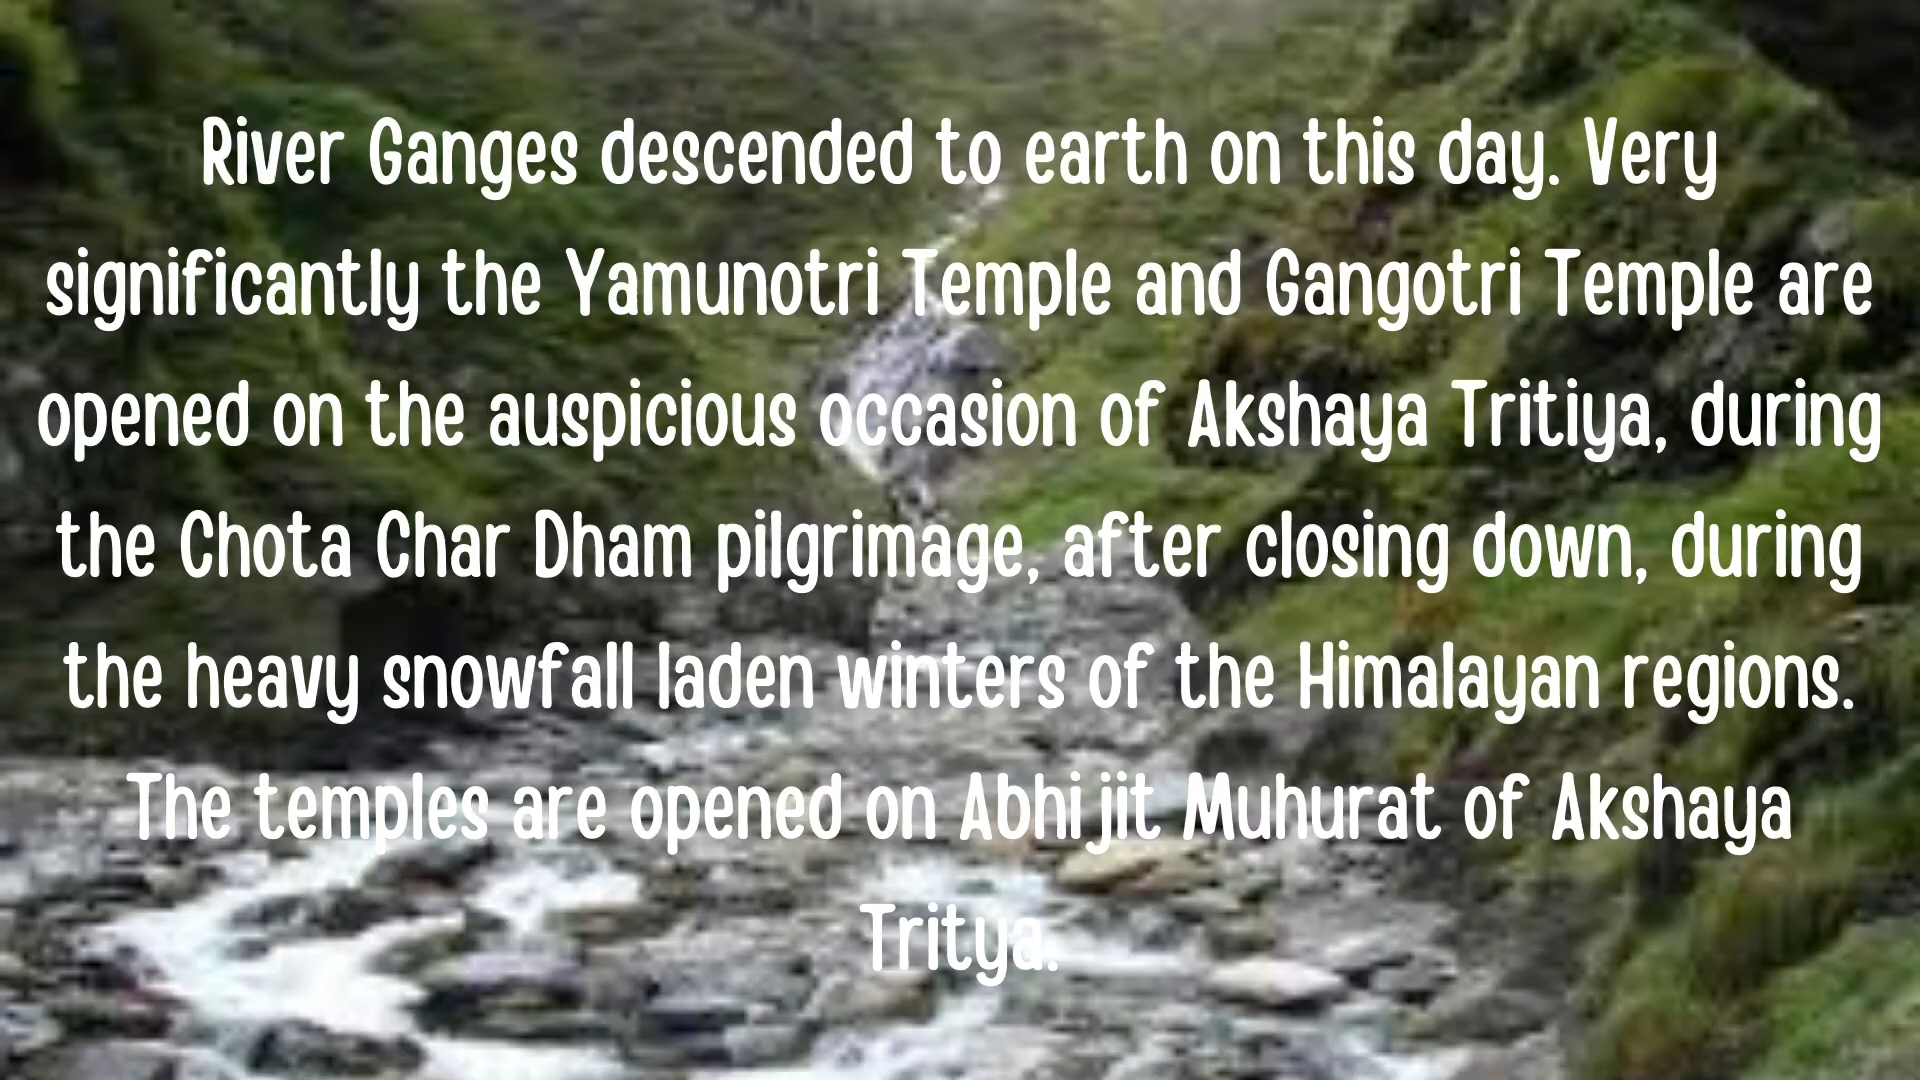 River Ganges descended to earth on this day. Very
significantly the Yamunotri Temple and Gangotri Temple are
opened on the auspicious occasion of Akshaya Tritiya, during
the Chota Char Dham pilgrimage, after closing down, during
the heavy snowfall laden winters of the Himalayan regions.
The temples are opened on Abhijit Muhurat of Akshaya
Tritya.